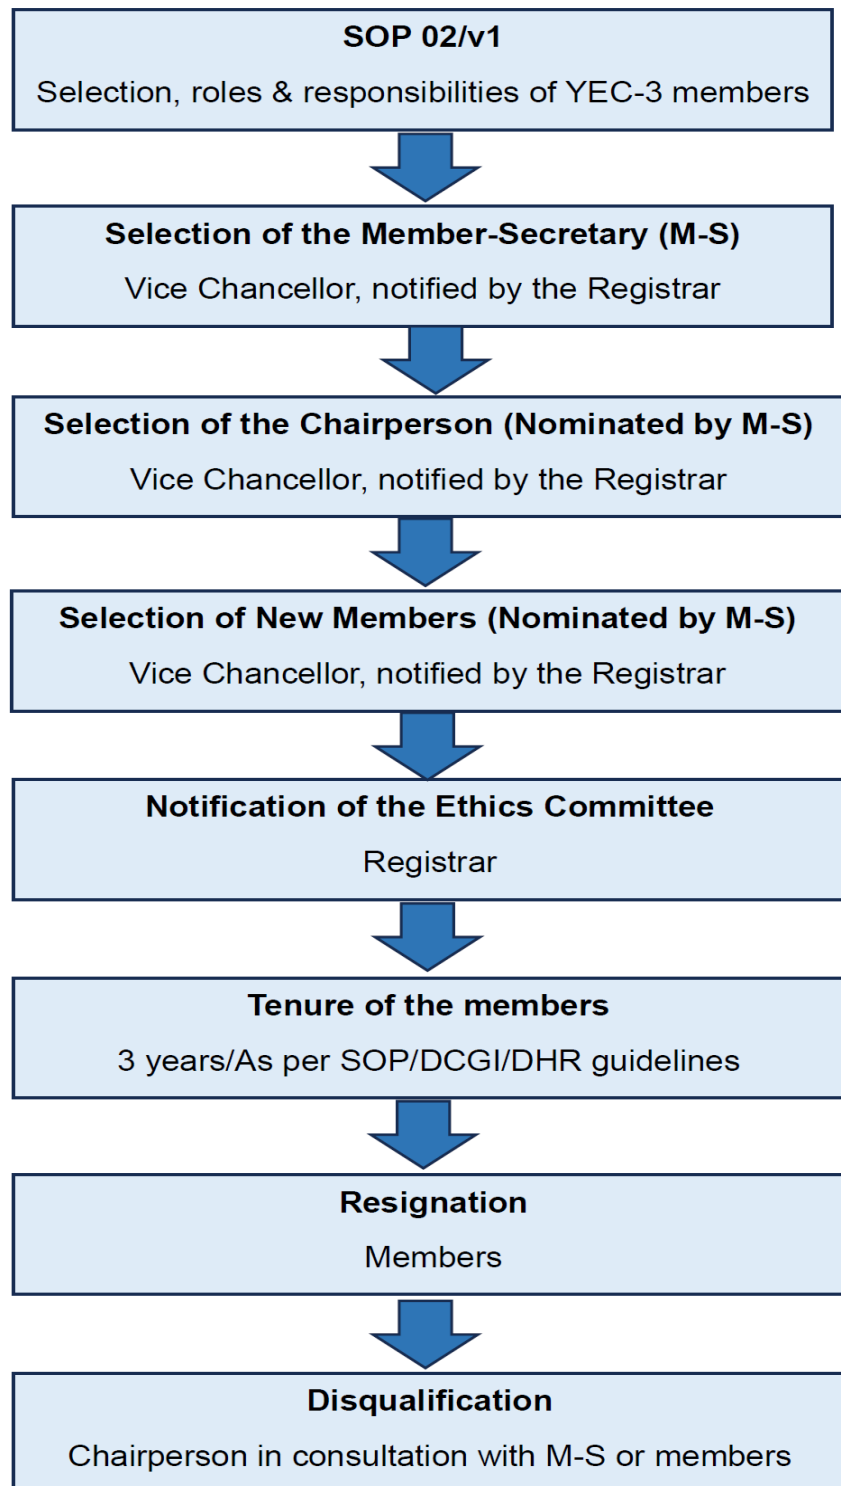 SOP 02/v1
Selection, roles & responsibilities of YEC-3 members
Selection of the Member-Secretary (M-S)
Vice Chancellor, notified by the Registrar
Selection of the Chairperson (Nominated by M-S)
Vice Chancellor, notified by the Registrar
Selection of New Members (Nominated by M-S)
Vice Chancellor, notified by the Registrar
Notification of the Ethics Committee
Registrar
Tenure of the members
3 years/As per SOP/DCGI/DHR guidelines
Resignation
Members
Disqualification
Chairperson in consultation with M-S or members